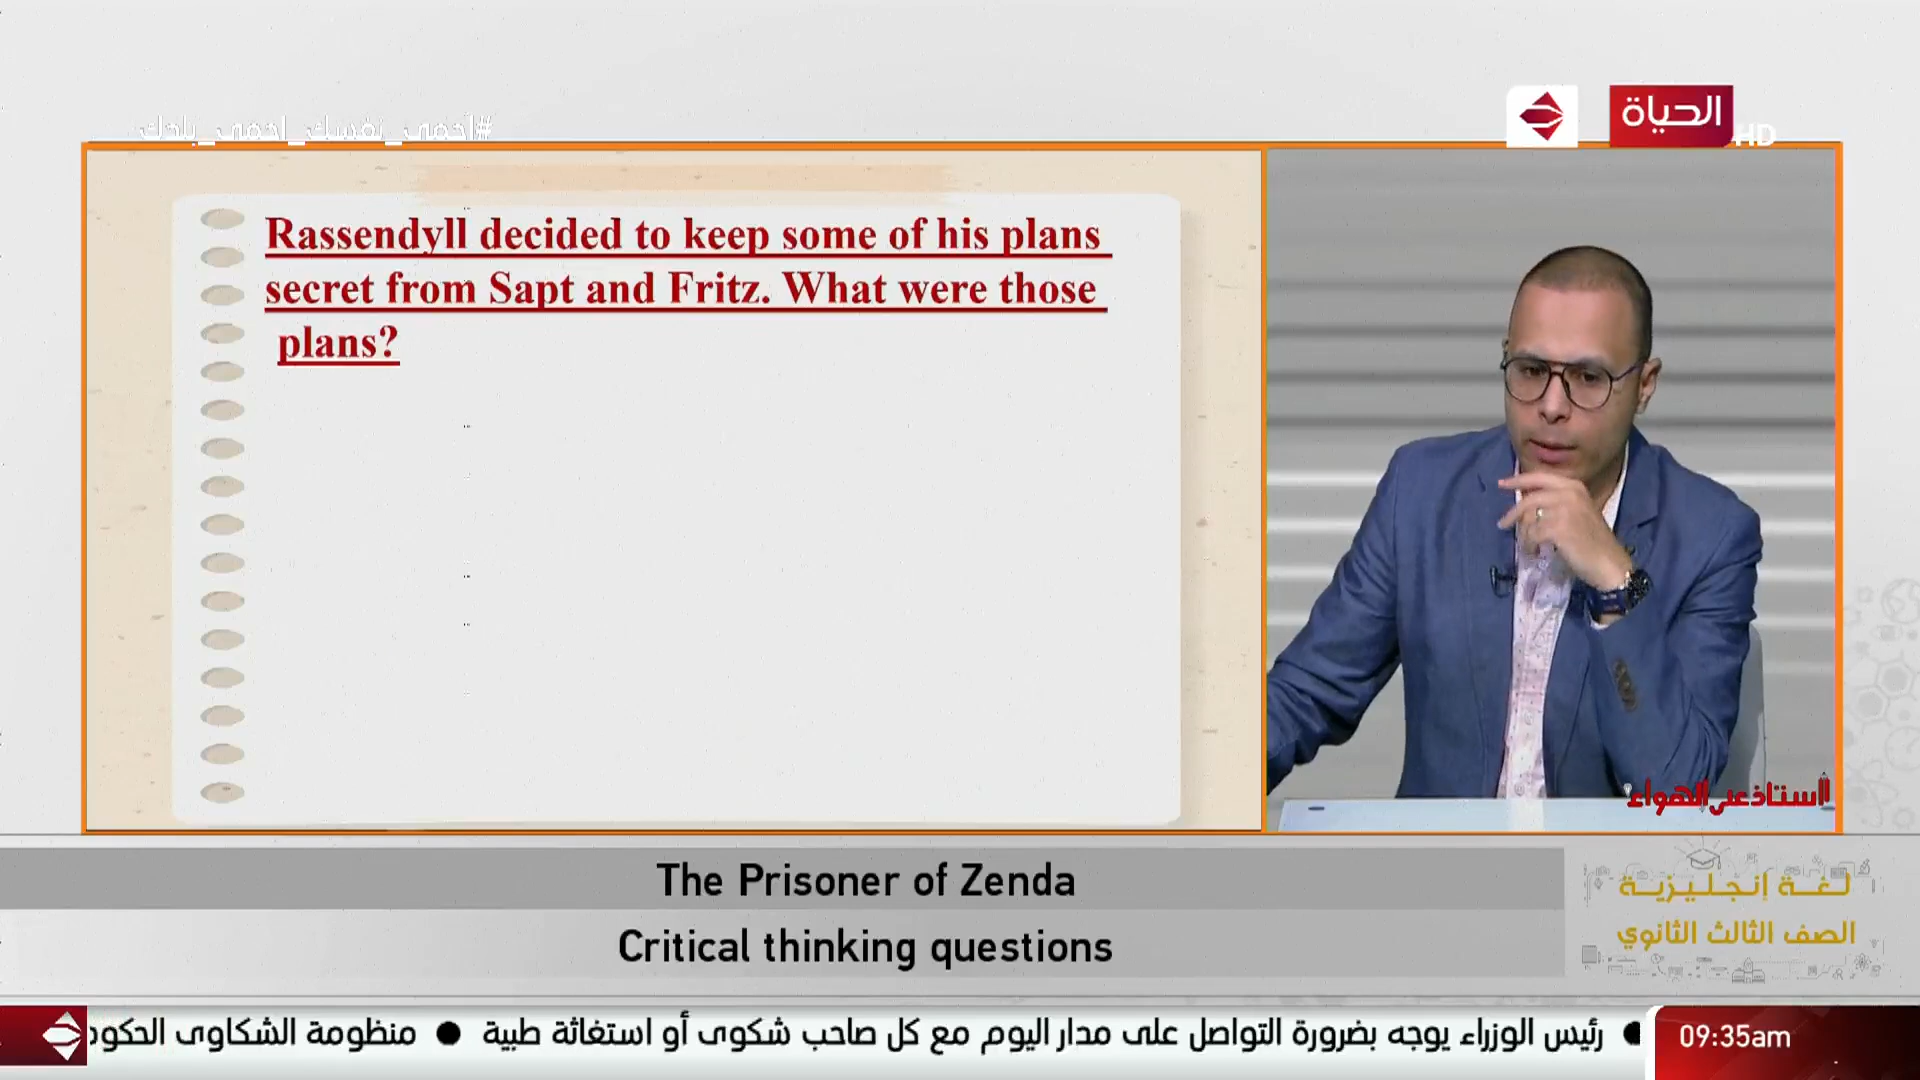 #احمي_نفسك_إحمي_بلدك
الحياة
HD
Rassendyll decided to keep some of his plans
secret from Sapt and Fritz. What were those
plans?
أستاذ على الهواء
The Prisoner of Zenda
Critical thinking questions
لغة إنجليزية
الصف الثالث الثانوي
رئيس الوزراء يوجه بضرورة التواصل على مدار اليوم مع كل صاحب شكوى أو استغاثة طبية ● منظومة الشكاوى
09:35am